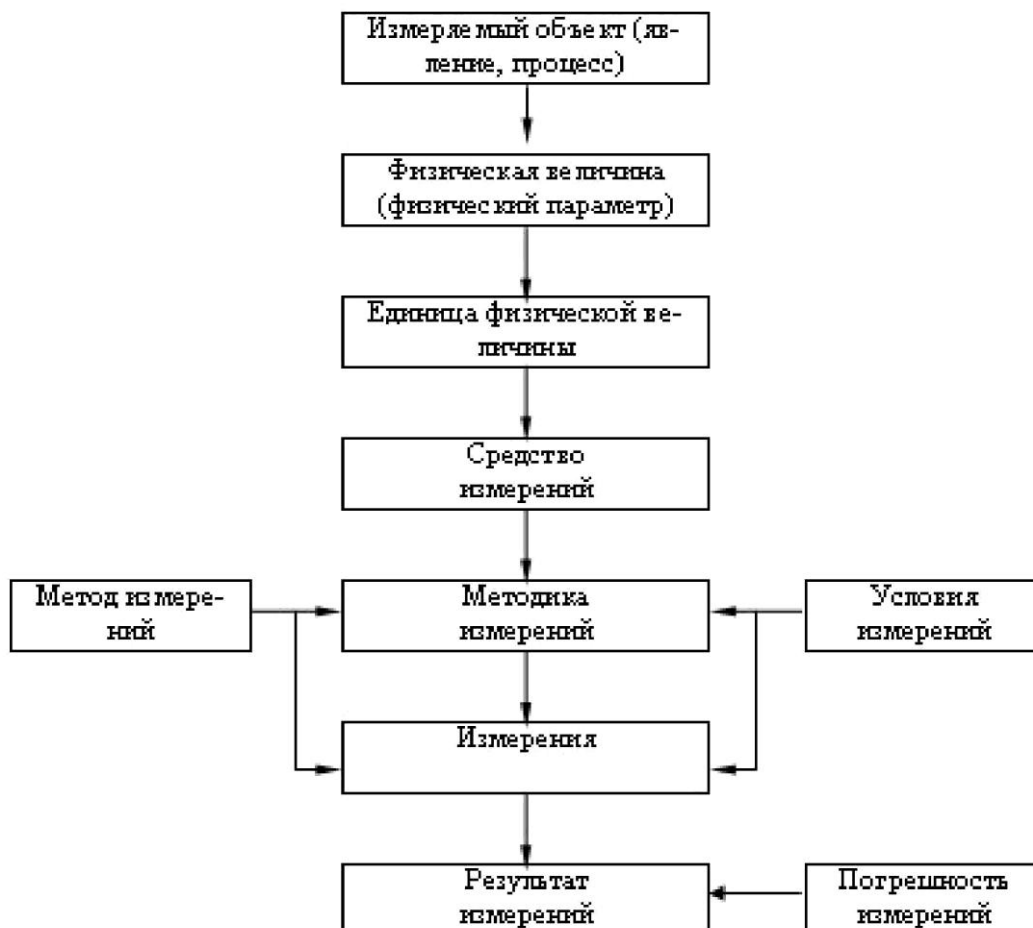 Измеряемый объект (яв-
ление, процесс)
Физическая величина
(физический параметр)
Единица физической ве-
личины
Средство
измерений
Метод измере-
ний
Методика
измерений
Условия
измерений
Измерения
Результат
измерений
Погрешность
измерений